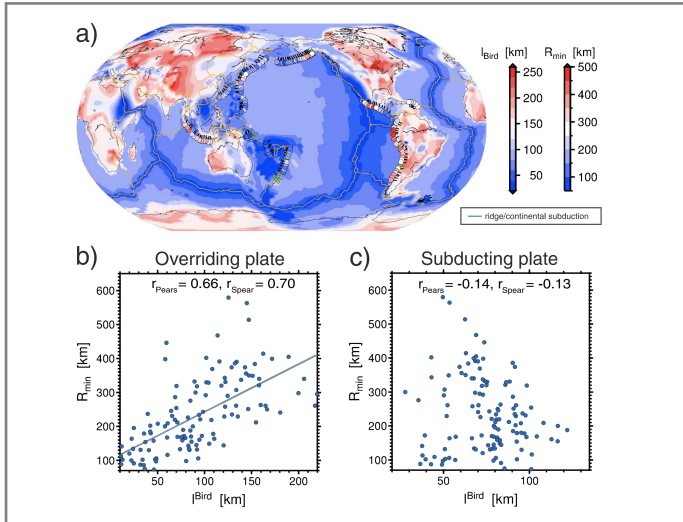 a)
l_Bird R_min
[km] [km]
250
200
150
100
50
500
400
300
200
100
ridge/continental subduction
b) Overriding plate
r_Pears = 0.66, r_Spear = 0.70
600
500
400
300
200
100
R_min [km]
50 100 150 200
l^Bird [km]
c) Subducting plate
r_Pears = -0.14, r_Spear = -0.13
600
500
400
300
200
100
R_min [km]
50 100
l^Bird [km]